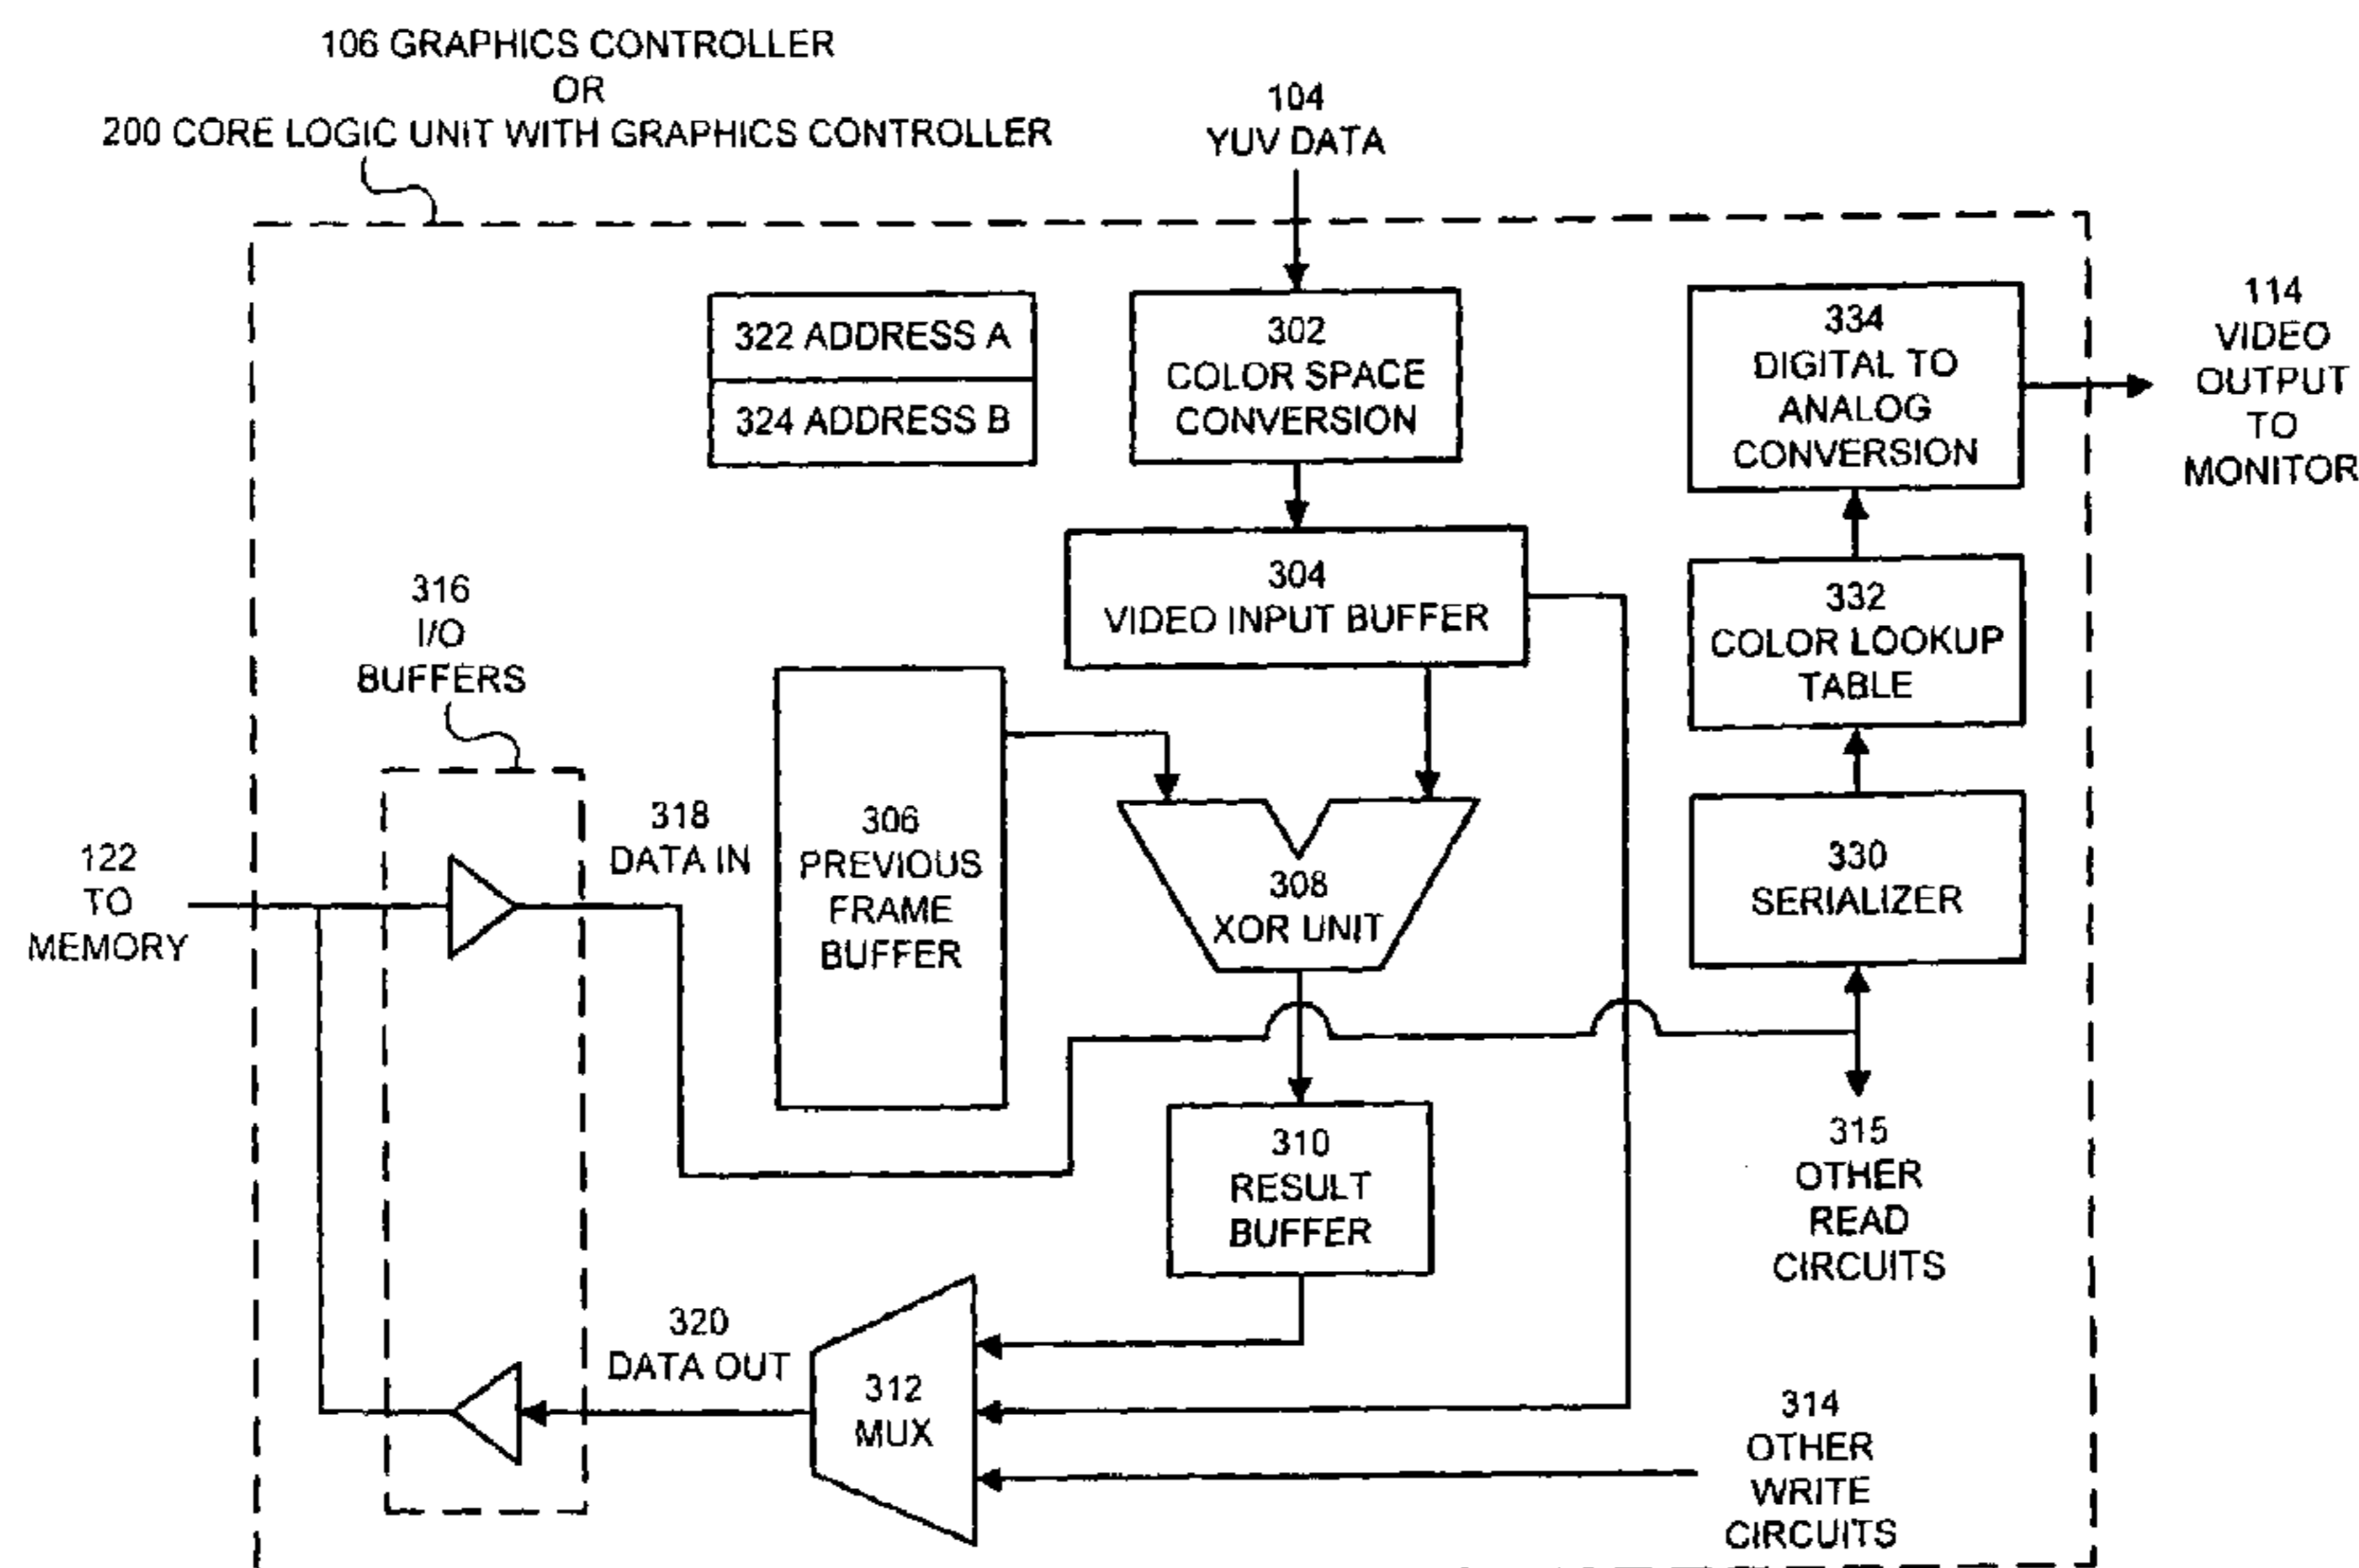 106 GRAPHICS CONTROLLER
OR
200 CORE LOGIC UNIT WITH GRAPHICS CONTROLLER
104
YUV DATA
322 ADDRESS A
324 ADDRESS B
302
COLOR SPACE
CONVERSION
334
DIGITAL TO
ANALOG
CONVERSION
114
VIDEO
OUTPUT
TO
MONITOR
304
VIDEO INPUT BUFFER
332
COLOR LOOKUP
TABLE
316
I/O
BUFFERS
318
DATA IN
306
PREVIOUS
FRAME
BUFFER
308
XOR UNIT
330
SERIALIZER
122
TO
MEMORY
310
RESULT
BUFFER
315
OTHER
READ
CIRCUITS
320
DATA OUT
312
MUX
314
OTHER
WRITE
CIRCUITS